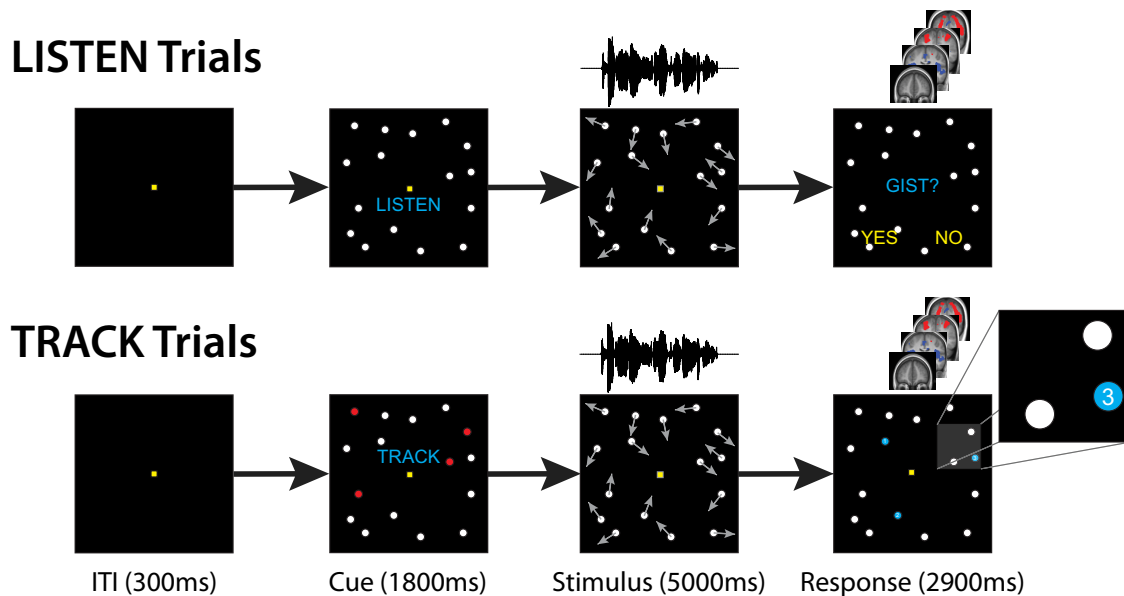 LISTEN Trials
LISTEN
GIST?
YES NO
TRACK Trials
TRACK
3
ITI (300ms) Cue (1800ms) Stimulus (5000ms) Response (2900ms)